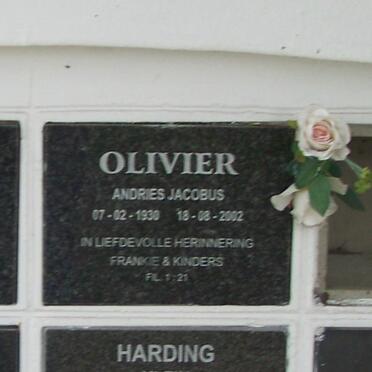 OLIVIER
ANDRIES JACOBUS
07-02-1930 18-08-2002
IN LIEFDEVOLLE HERINNERING
FRANKIE & KINDERS
FIL. 1:21
HARDING